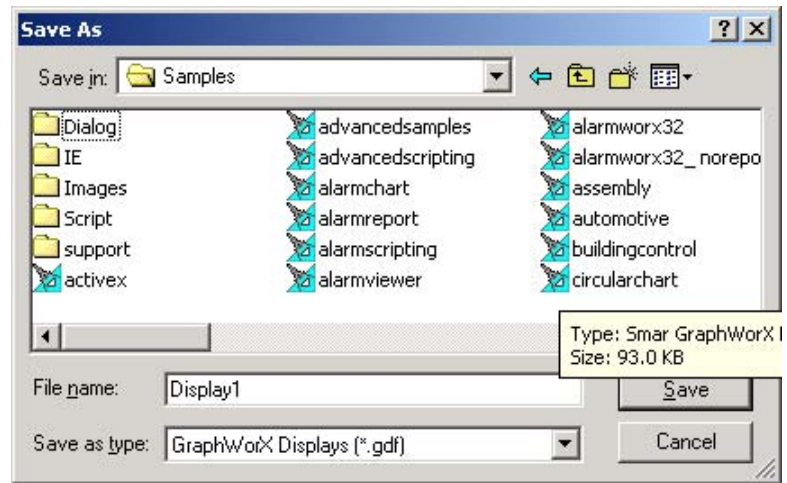 Save As
Save in: Samples
Dialog advancedsamples alarmworx32
IE advancedscripting alarmworx32_norepo
Images alarmchart assembly
Script alarmreport automotive
support alarmscripting buildingcontrol
activex alarmviewer circularchart
Type: Smar GraphWorX
Size: 93.0 KB
File name: Display1 Save
Save as type: GraphWorX Displays (*.gdf) Cancel